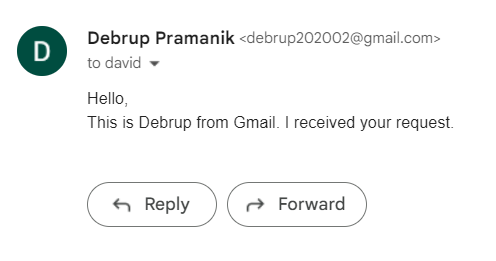 D
Debrup Pramanik <debrup202002@gmail.com>
to david
Hello,
This is Debrup from Gmail. I received your request.
Reply
Forward